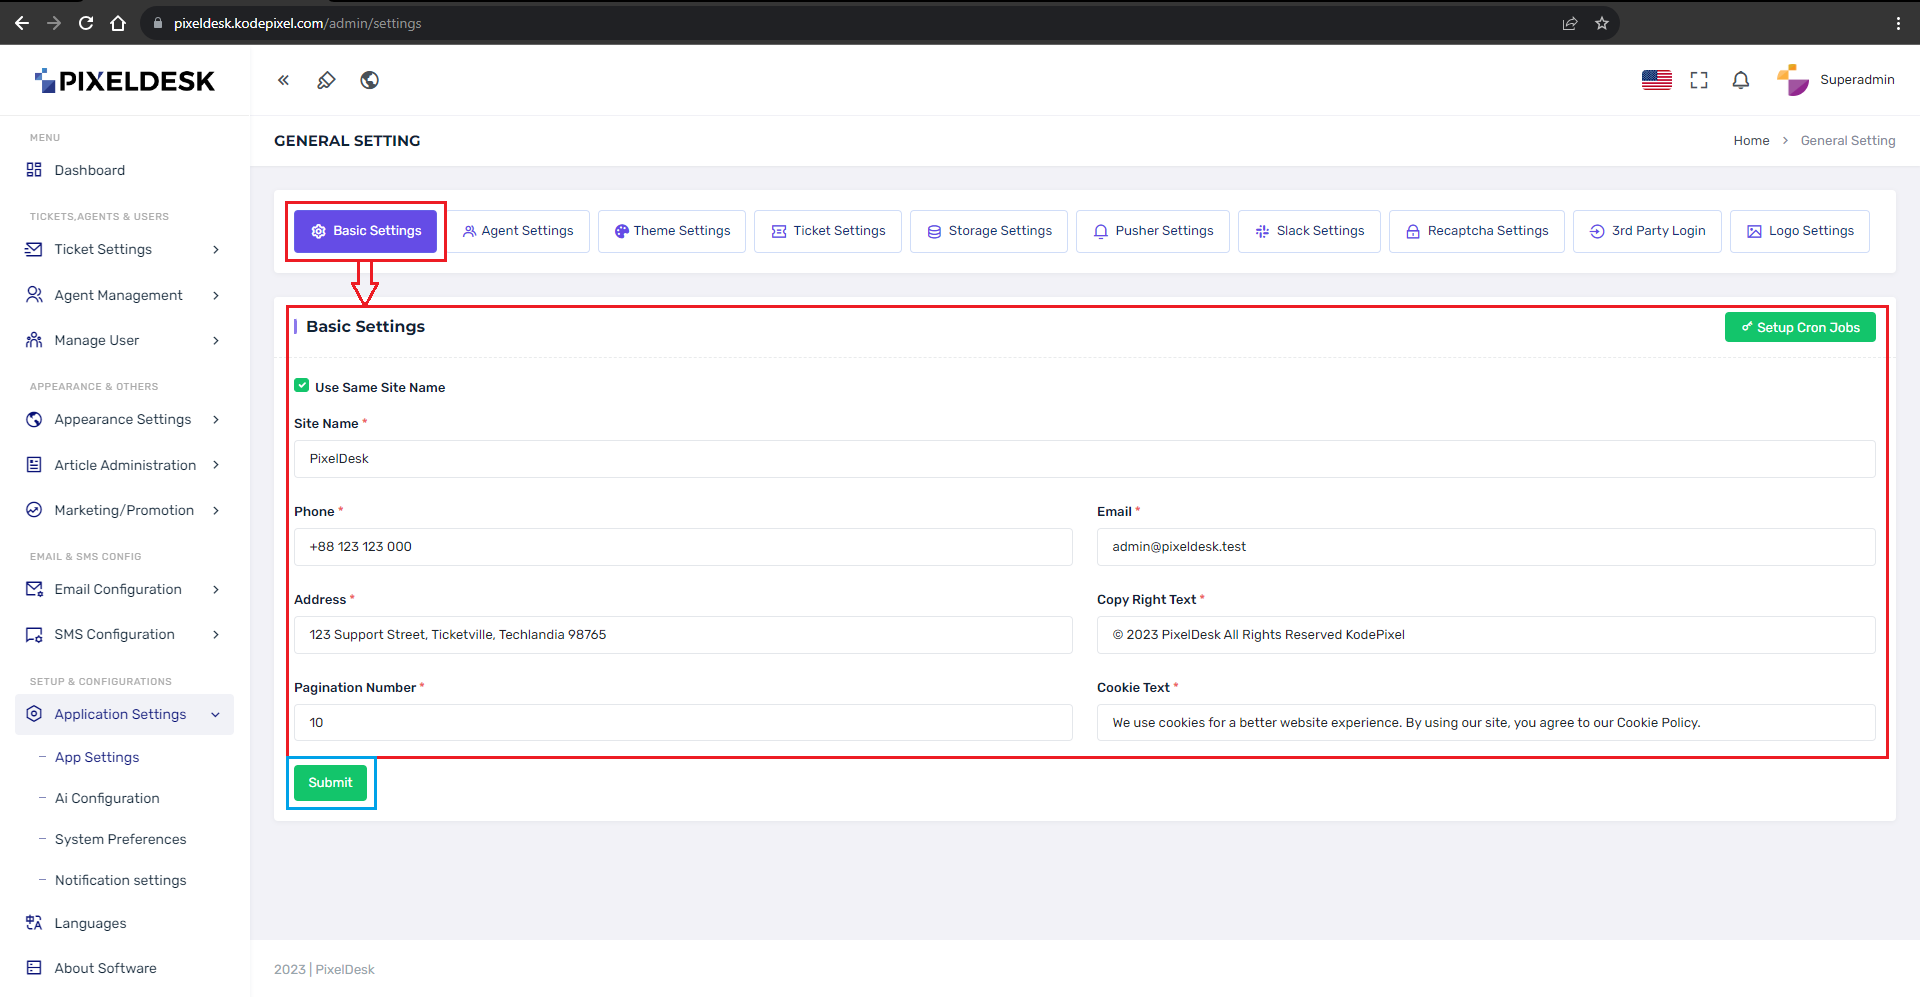 pixeldesk.kodepixel.com/admin/settings
PIXELDESK
Superadmin
MENU
Dashboard
TICKETS,AGENTS & USERS
Ticket Settings
Agent Management
Manage User
APPEARANCE & OTHERS
Appearance Settings
Article Administration
Marketing/Promotion
EMAIL & SMS CONFIG
Email Configuration
SMS Configuration
SETUP & CONFIGURATIONS
Application Settings
App Settings
Ai Configuration
System Preferences
Notification settings
Languages
About Software
GENERAL SETTING
Home > General Setting
Basic Settings
Agent Settings
Theme Settings
Ticket Settings
Storage Settings
Pusher Settings
Slack Settings
Recaptcha Settings
3rd Party Login
Logo Settings
Basic Settings
Setup Cron Jobs
Use Same Site Name
Site Name *
PixelDesk
Phone *
+88 123 123 000
Email *
admin@pixeldesk.test
Address *
123 Support Street, Ticketville, Techlandia 98765
Copy Right Text *
© 2023 PixelDesk All Rights Reserved KodePixel
Pagination Number *
10
Cookie Text *
We use cookies for a better website experience. By using our site, you agree to our Cookie Policy.
Submit
2023 | PixelDesk